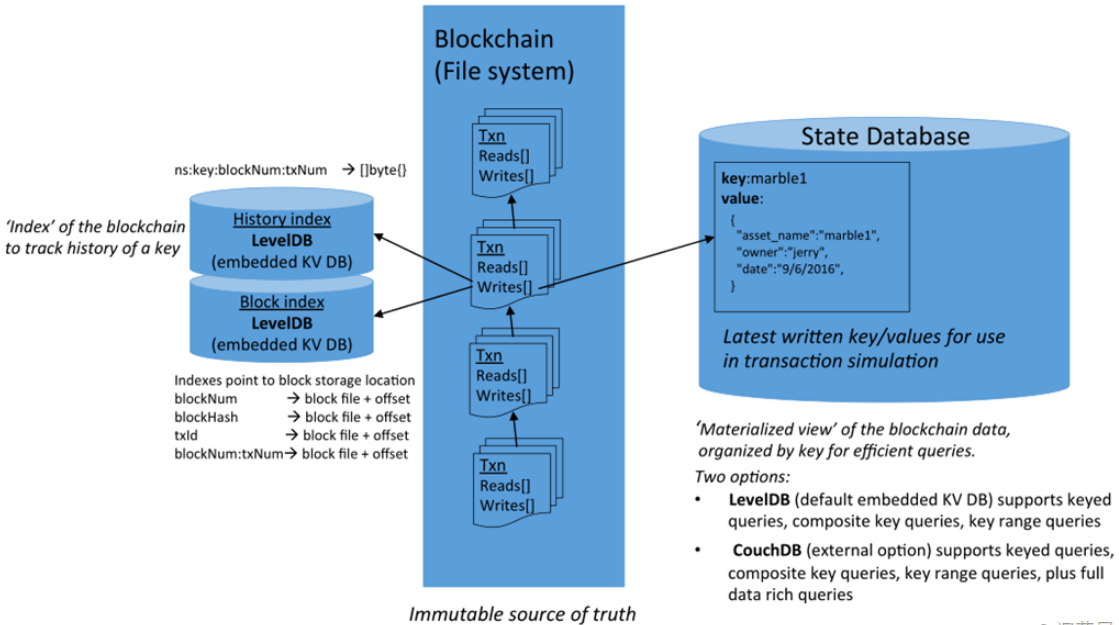 Blockchain
(File system)
Txn
Reads[]
Writes[]
Txn
Reads[]
Writes[]
Txn
Reads[]
Writes[]
Txn
Reads[]
Writes[]
Immutable source of truth
ns:key:blockNum:txNum → []byte{}
‘Index’ of the blockchain
to track history of a key
History index
LevelDB
(embedded KV DB)
Block index
LevelDB
(embedded KV DB)
Indexes point to block storage location
blockNum → block file + offset
blockHash → block file + offset
txId → block file + offset
blockNum:txNum→ block file + offset
State Database
key:marble1
value:
{
"asset_name":"marble1",
"owner":"jerry",
"date":"9/6/2016",
}
Latest written key/values for use
in transaction simulation
‘Materialized view’ of the blockchain data,
organized by key for efficient queries.
Two options:
• LevelDB (default embedded KV DB) supports keyed
queries, composite key queries, key range queries
• CouchDB (external option) supports keyed queries,
composite key queries, key range queries, plus full
data rich queries